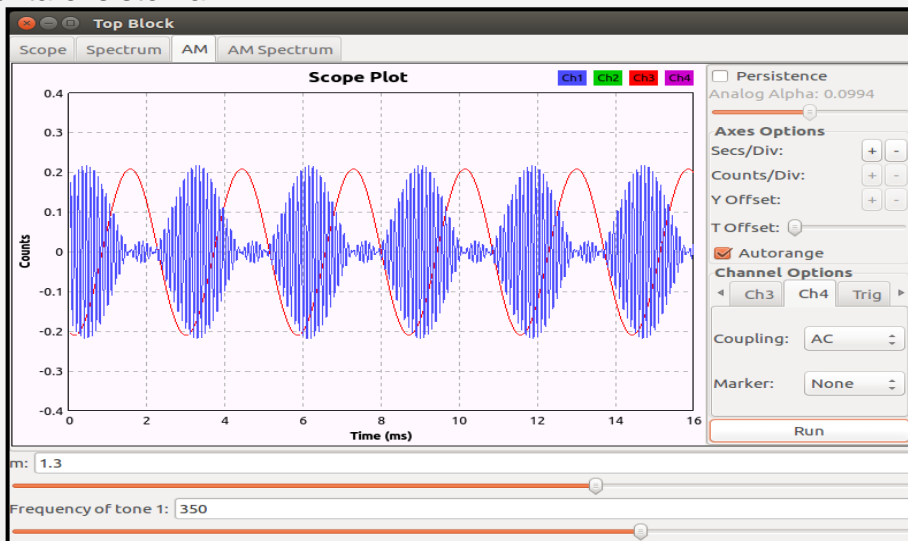 Top Block
Scope Spectrum AM AM Spectrum
Scope Plot
Ch1 Ch2 Ch3 Ch4
0.4
0.3
0.2
0.1
0
-0.1
-0.2
-0.3
-0.4
Counts
0 2 4 6 8 10 12 14 16
Time (ms)
Persistence
Analog Alpha: 0.0994
Axes Options
Secs/Div: + -
Counts/Div: + -
Y Offset: + -
T Offset:
Autorange
Channel Options
Ch3 Ch4 Trig
Coupling: AC
Marker: None
Run
m: 1.3
Frequency of tone 1: 350